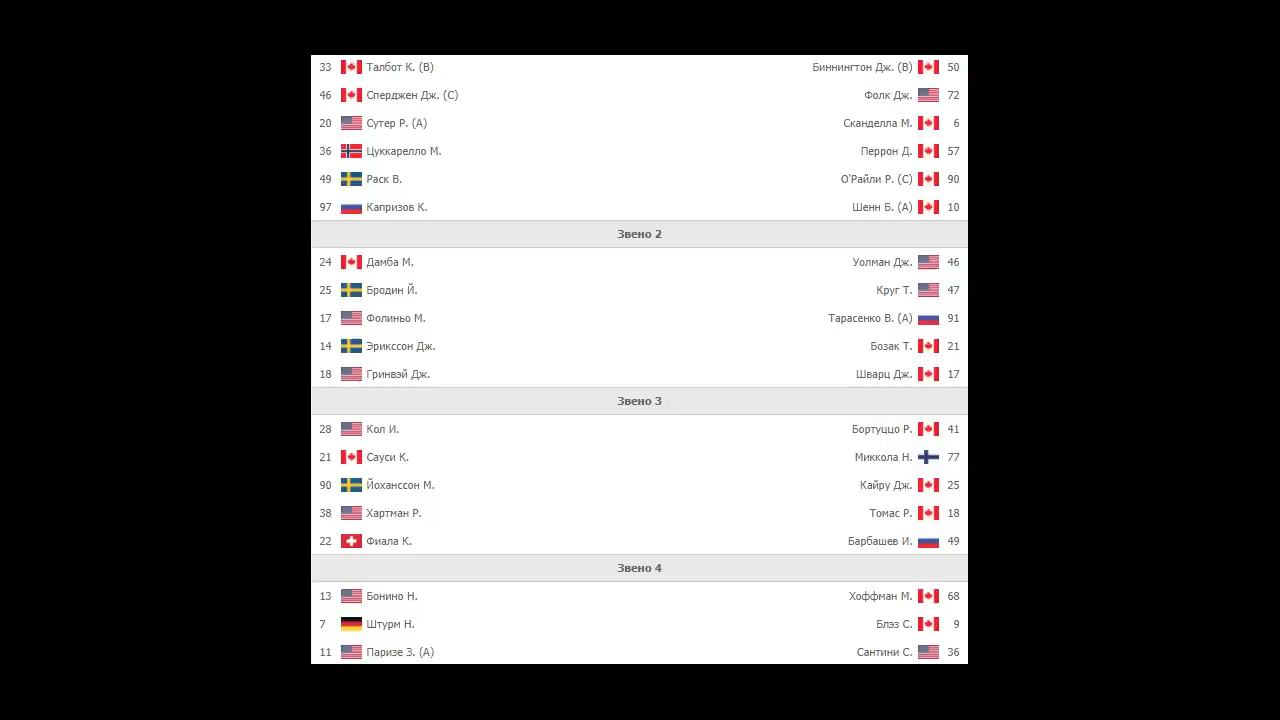 33 Талбот К. (В) Биннингтон Дж. (В) 50
46 Сперджен Дж. (С) Фолк Дж. 72
20 Сутер Р. (А) Сканделла М. 6
36 Цуккарелло М. Перрон Д. 57
49 Раск В. О'Райли Р. (С) 90
97 Капризов К. Шенн Б. (А) 10
Звено 2
24 Дамба М. Уолман Дж. 46
25 Бродин Й. Круг Т. 47
17 Фолиньо М. Тарасенко В. (А) 91
14 Эрикссон Дж. Бозак Т. 21
18 Гринвэй Дж. Шварц Дж. 17
Звено 3
28 Кол И. Бортуццо Р. 41
21 Сауси К. Миккола Н. 77
90 Йоханссон М. Кайру Дж. 25
38 Хартман Р. Томас Р. 18
22 Фиала К. Барбашев И. 49
Звено 4
13 Бонино Н. Хоффман М. 68
7 Штурм Н. Блэз С. 9
11 Паризе З. (А) Сантини С. 36